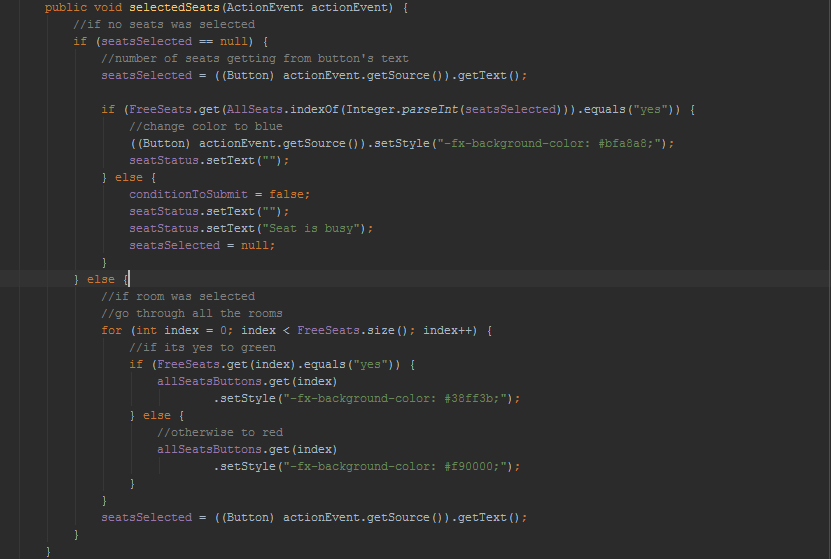 public void selectedSeats(ActionEvent actionEvent) {
//if no seats was selected
if (seatsSelected == null) {
//number of seats getting from button's text
seatsSelected = ((Button) actionEvent.getSource()).getText();
if (FreeSeats.get(AllSeats.indexOf(Integer.parseInt(seatsSelected))).equals("yes")) {
//change color to blue
((Button) actionEvent.getSource()).setStyle("-fx-background-color: #bfa8a8;");
seatStatus.setText("");
} else {
conditionToSubmit = false;
seatStatus.setText("");
seatStatus.setText("Seat is busy");
seatsSelected = null;
}
} else {
//if room was selected
//go through all the rooms
for (int index = 0; index < FreeSeats.size(); index++) {
//if its yes to green
if (FreeSeats.get(index).equals("yes")) {
allSeatsButtons.get(index)
.setStyle("-fx-background-color: #38ff3b;");
} else {
//otherwise to red
allSeatsButtons.get(index)
.setStyle("-fx-background-color: #f90000;");
}
}
seatsSelected = ((Button) actionEvent.getSource()).getText();
}
}